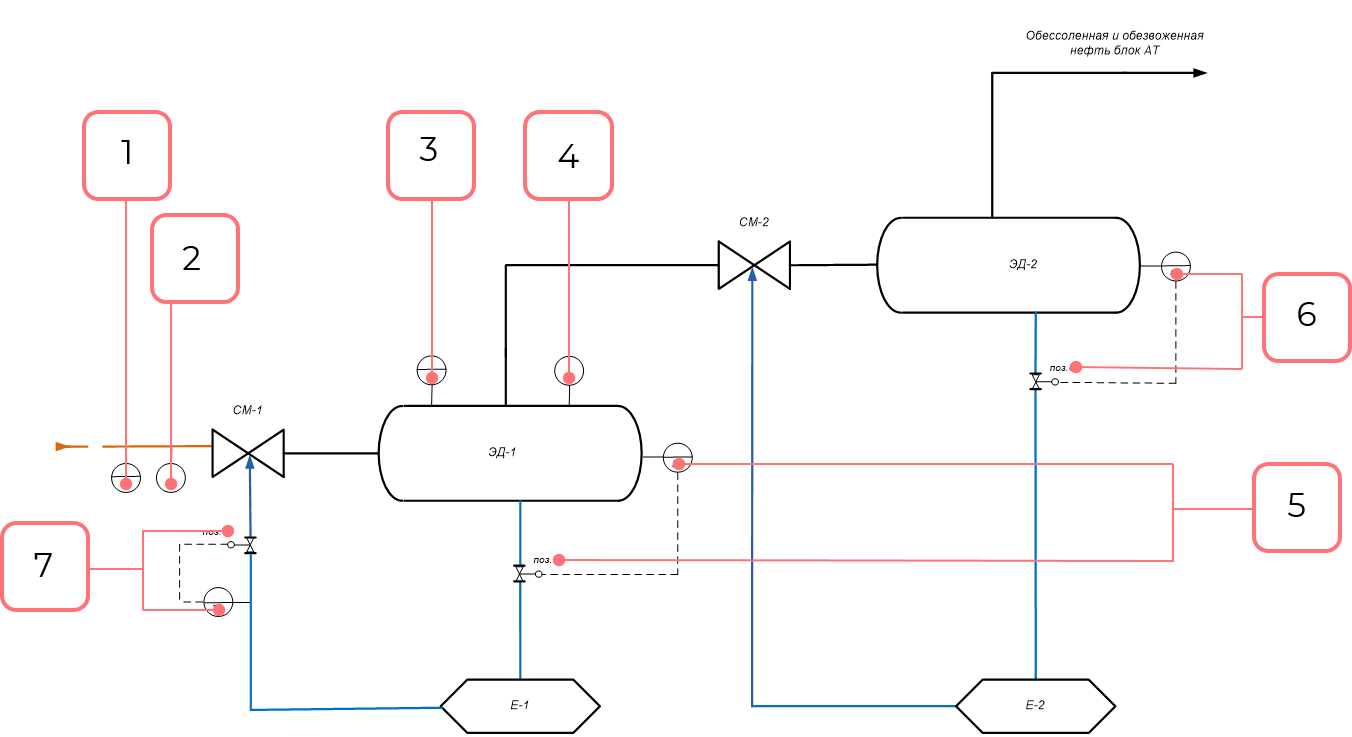 Обессоленная и обезвоженная
нефть блок АТ
1
3
4
2
СМ-2
ЭД-2
6
поз.
СМ-1
ЭД-1
5
поз.
поз.
7
Е-1
Е-2